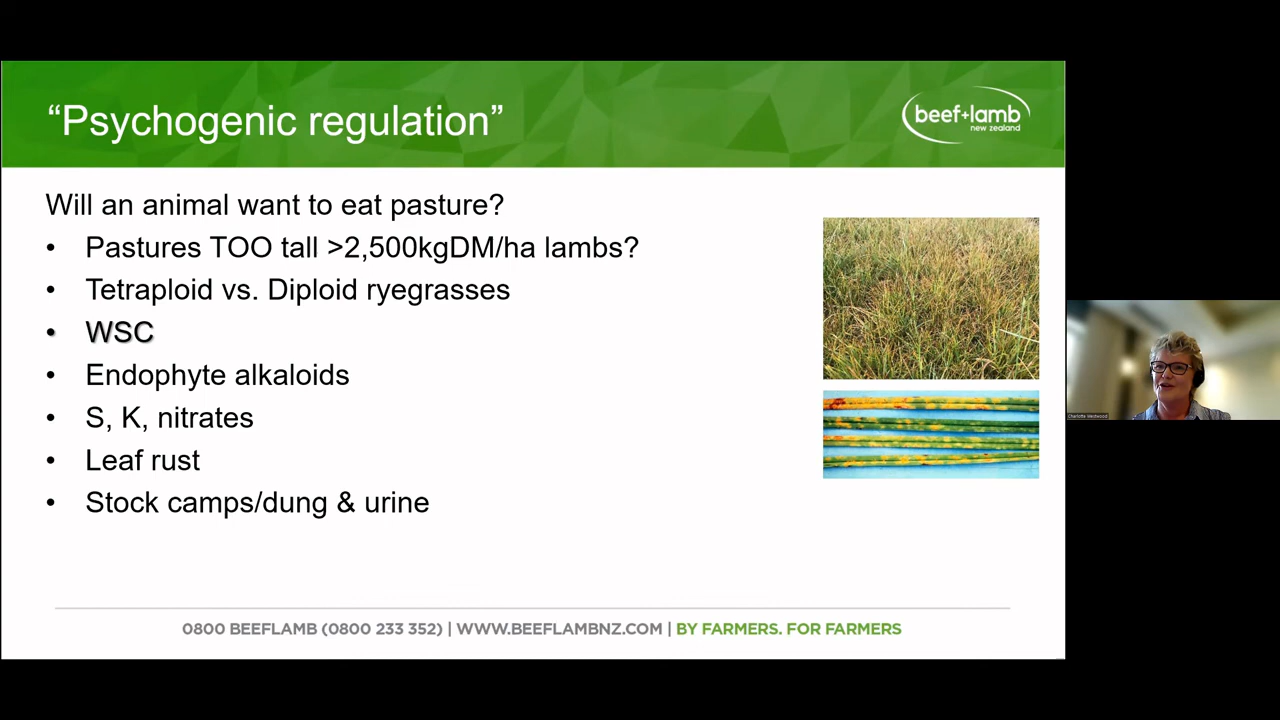 “Psychogenic regulation”
beef+lamb
new zealand
Will an animal want to eat pasture?
• Pastures TOO tall >2,500kgDM/ha lambs?
• Tetraploid vs. Diploid ryegrasses
• WSC
• Endophyte alkaloids
• S, K, nitrates
• Leaf rust
• Stock camps/dung & urine
Charlotte Westwood
0800 BEEFLAMB (0800 233 352) | WWW.BEEFLAMBNZ.COM | BY FARMERS. FOR FARMERS